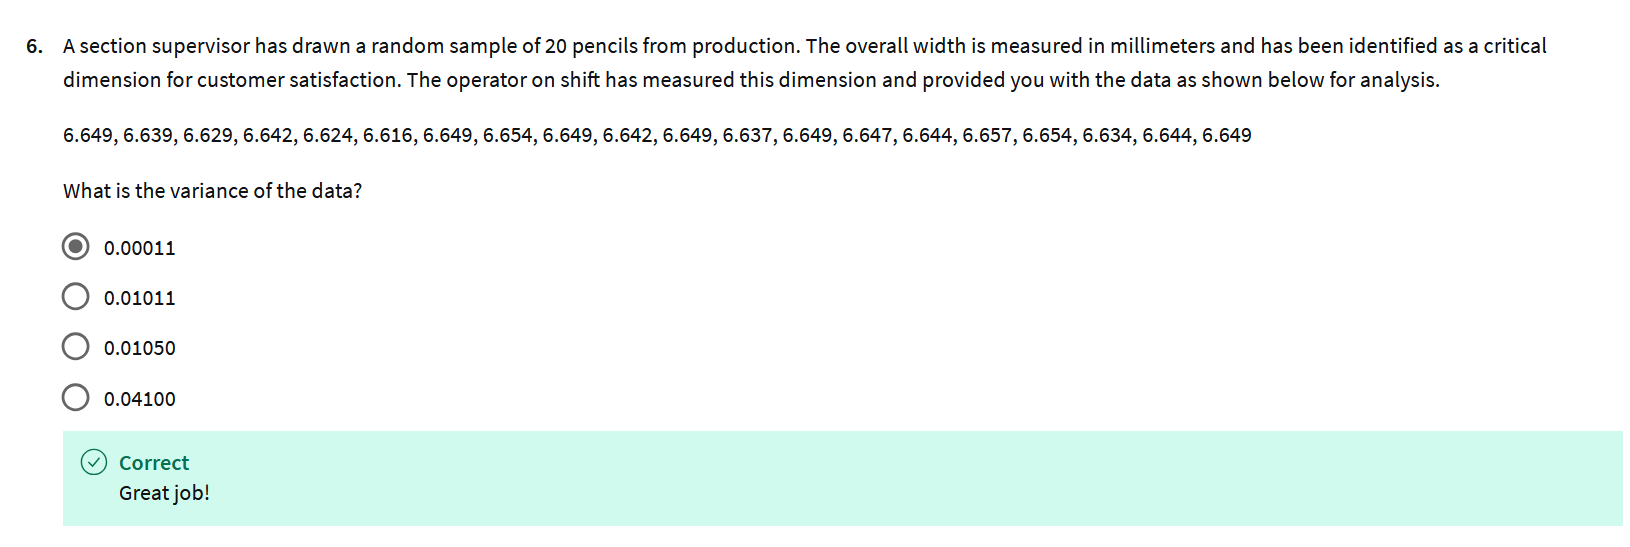 6. A section supervisor has drawn a random sample of 20 pencils from production. The overall width is measured in millimeters and has been identified as a critical
dimension for customer satisfaction. The operator on shift has measured this dimension and provided you with the data as shown below for analysis.
6.649, 6.639, 6.629, 6.642, 6.624, 6.616, 6.649, 6.654, 6.649, 6.642, 6.649, 6.637, 6.649, 6.647, 6.644, 6.657, 6.654, 6.634, 6.644, 6.649
What is the variance of the data?
0.00011
0.01011
0.01050
0.04100
Correct
Great job!